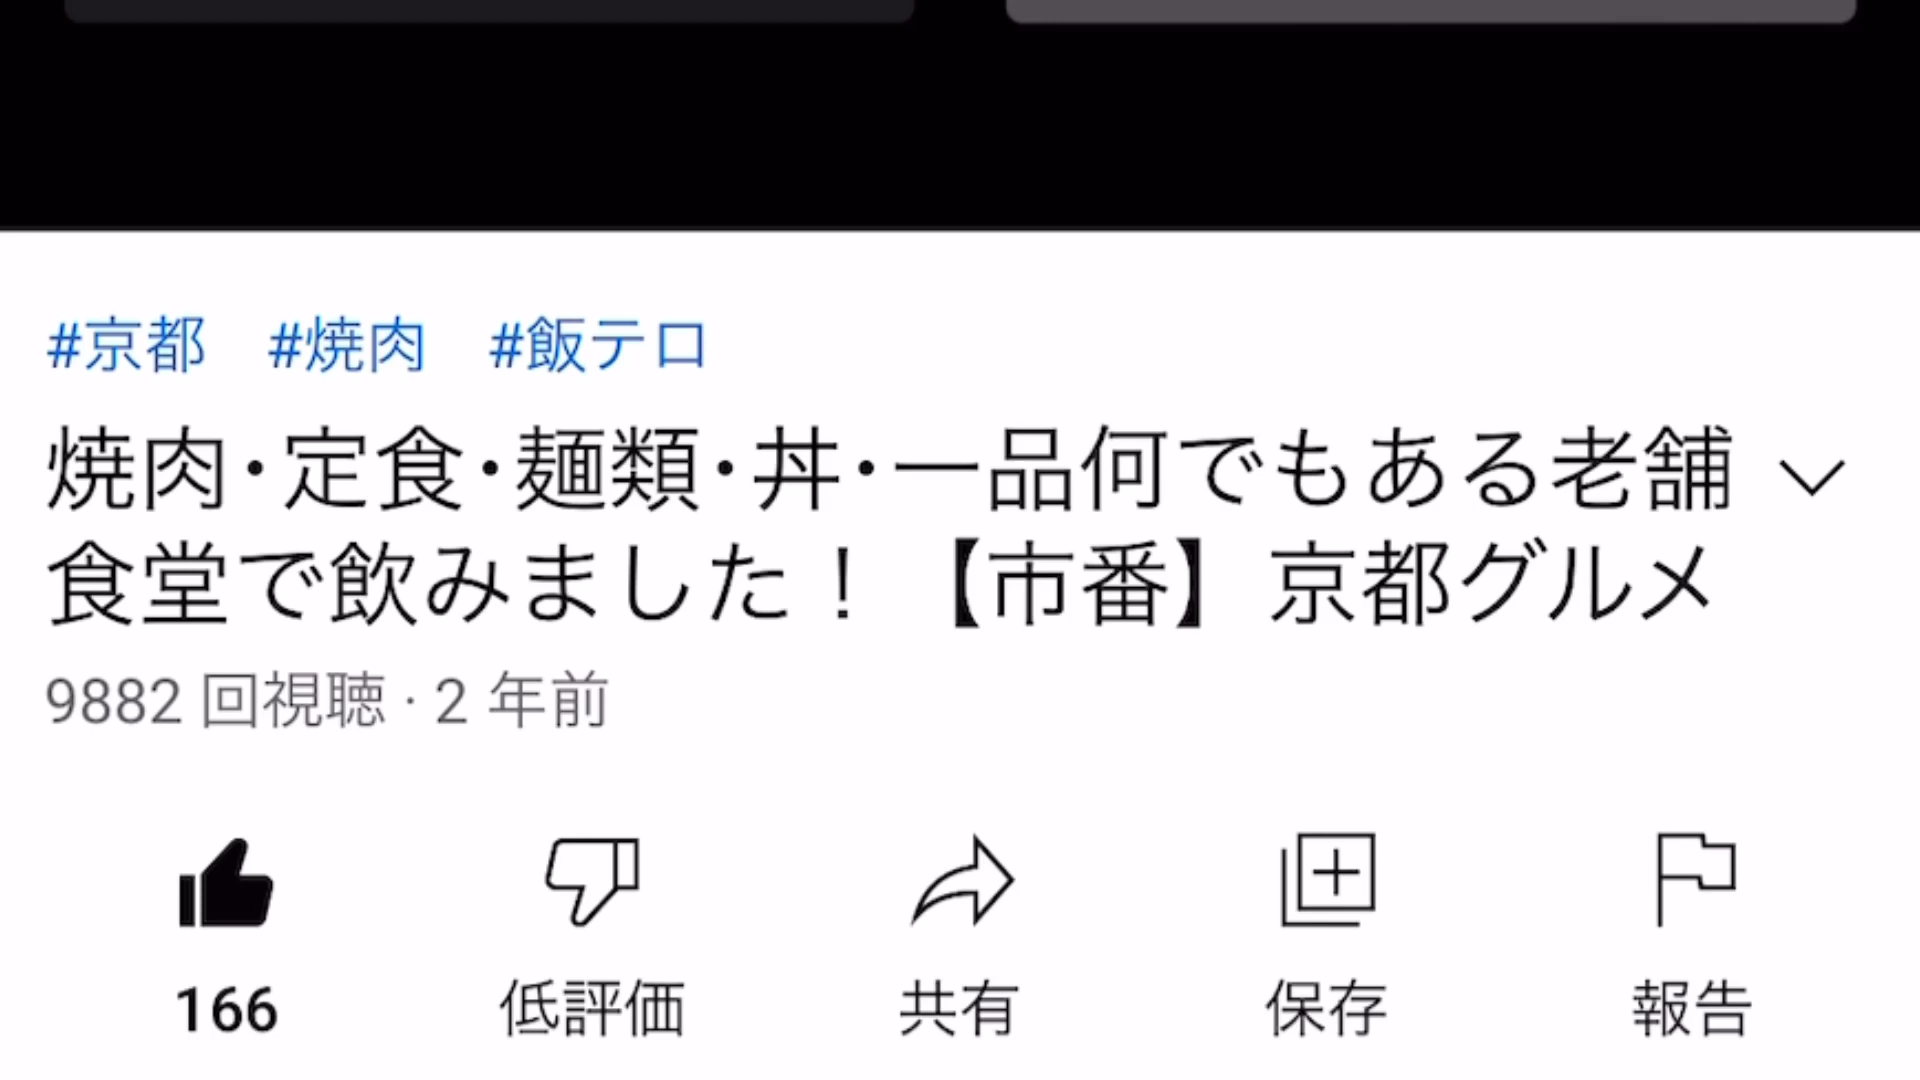 #京都 #焼肉 #飯テロ
焼肉･定食･麺類･丼･一品何でもある老舗
食堂で飲みました！【市番】京都グルメ
9882 回視聴 · 2 年前
166 低評価 共有 保存 報告